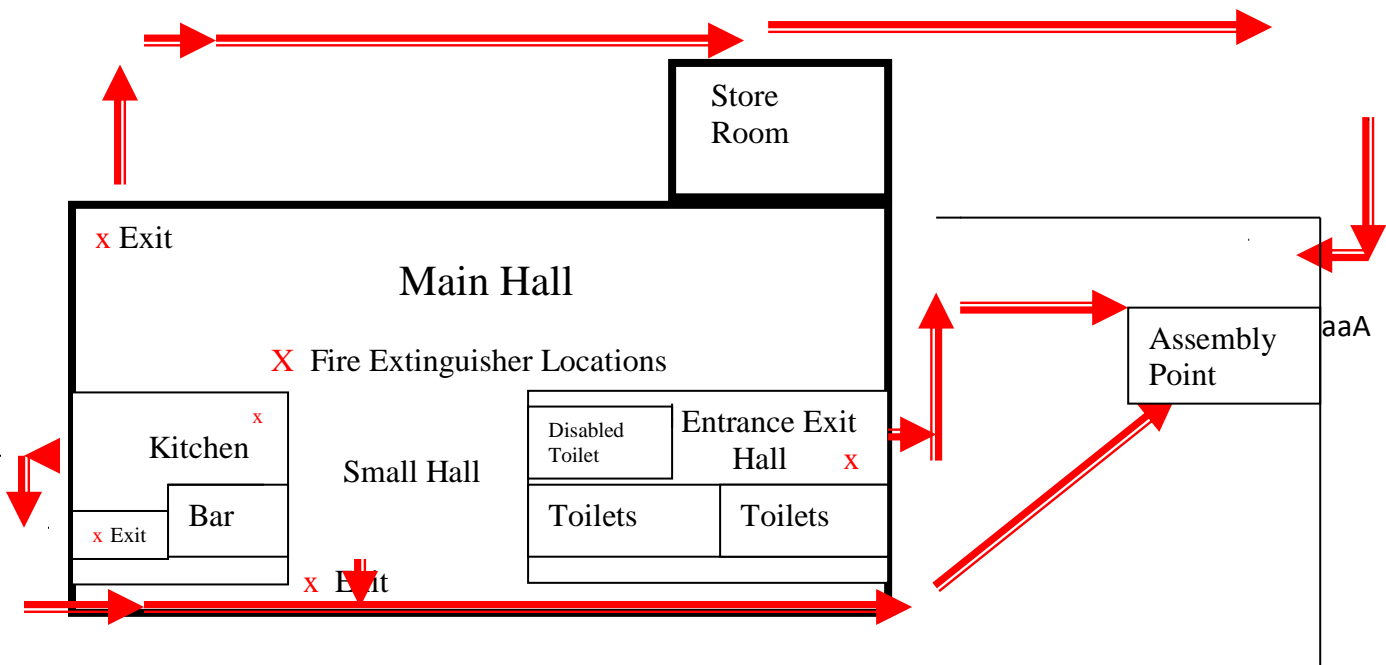 Store
Room
x Exit
Main Hall
X Fire Extinguisher Locations
Assembly
Point
aaA
x
Kitchen
Disabled
Toilet
Entrance Exit
Hall x
Small Hall
Bar
Toilets
Toilets
x Exit
x Exit